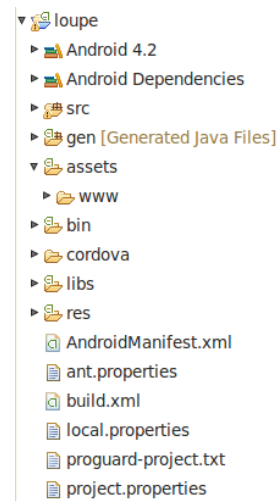 loupe
Android 4.2
Android Dependencies
src
gen [Generated Java Files]
assets
www
bin
cordova
libs
res
AndroidManifest.xml
ant.properties
build.xml
local.properties
proguard-project.txt
project.properties